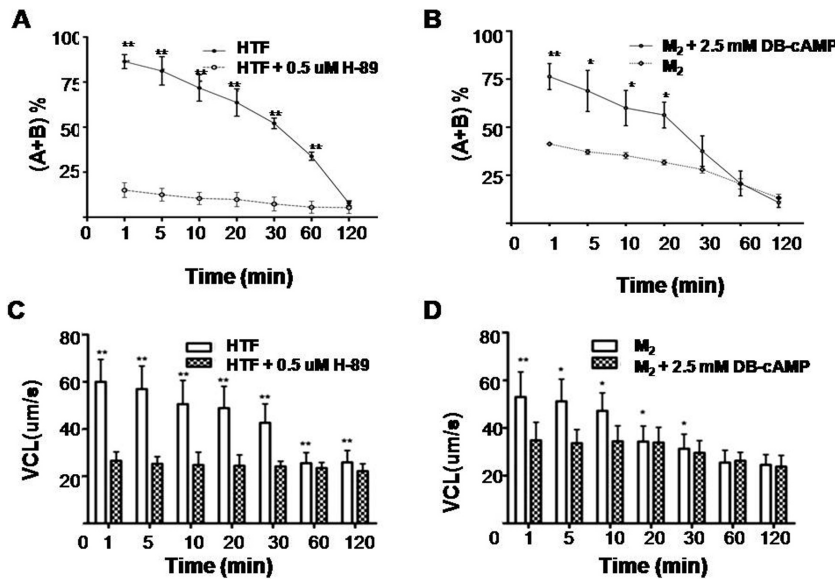 A
100
75
50
25
0
(A+B) %
HTF
HTF + 0.5 uM H-89
** ** ** ** ** **
1 5 10 20 30 60 120
Time (min)
B
100
75
50
25
0
(A+B) %
M2 + 2.5 mM DB-cAMP
M2
** * * *
1 5 10 20 30 60 120
Time (min)
C
80
60
40
20
0
VCL(um/s)
HTF
HTF + 0.5 uM H-89
** ** ** ** ** ** **
1 5 10 20 30 60 120
Time (min)
D
80
60
40
20
0
VCL(um/s)
M2
M2 + 2.5 mM DB-cAMP
** * * * *
1 5 10 20 30 60 120
Time (min)